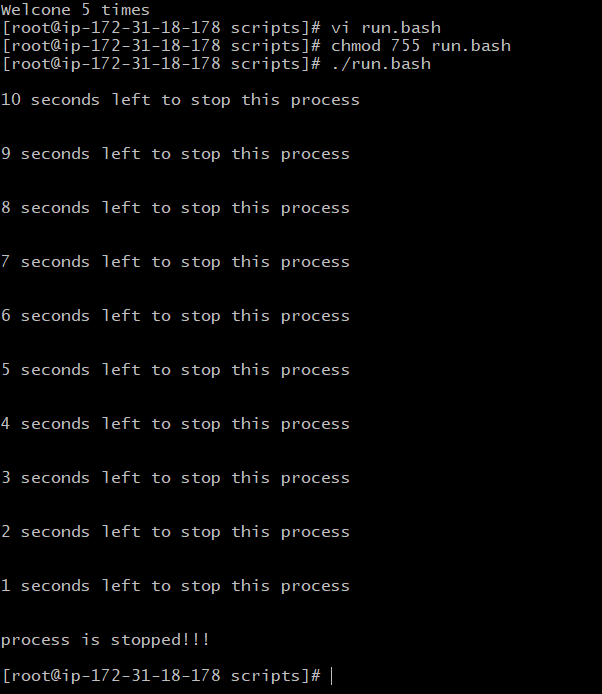 Welcone 5 times
[root@ip-172-31-18-178 scripts]# vi run.bash
[root@ip-172-31-18-178 scripts]# chmod 755 run.bash
[root@ip-172-31-18-178 scripts]# ./run.bash
10 seconds left to stop this process
9 seconds left to stop this process
8 seconds left to stop this process
7 seconds left to stop this process
6 seconds left to stop this process
5 seconds left to stop this process
4 seconds left to stop this process
3 seconds left to stop this process
2 seconds left to stop this process
1 seconds left to stop this process
process is stopped!!!
[root@ip-172-31-18-178 scripts]#